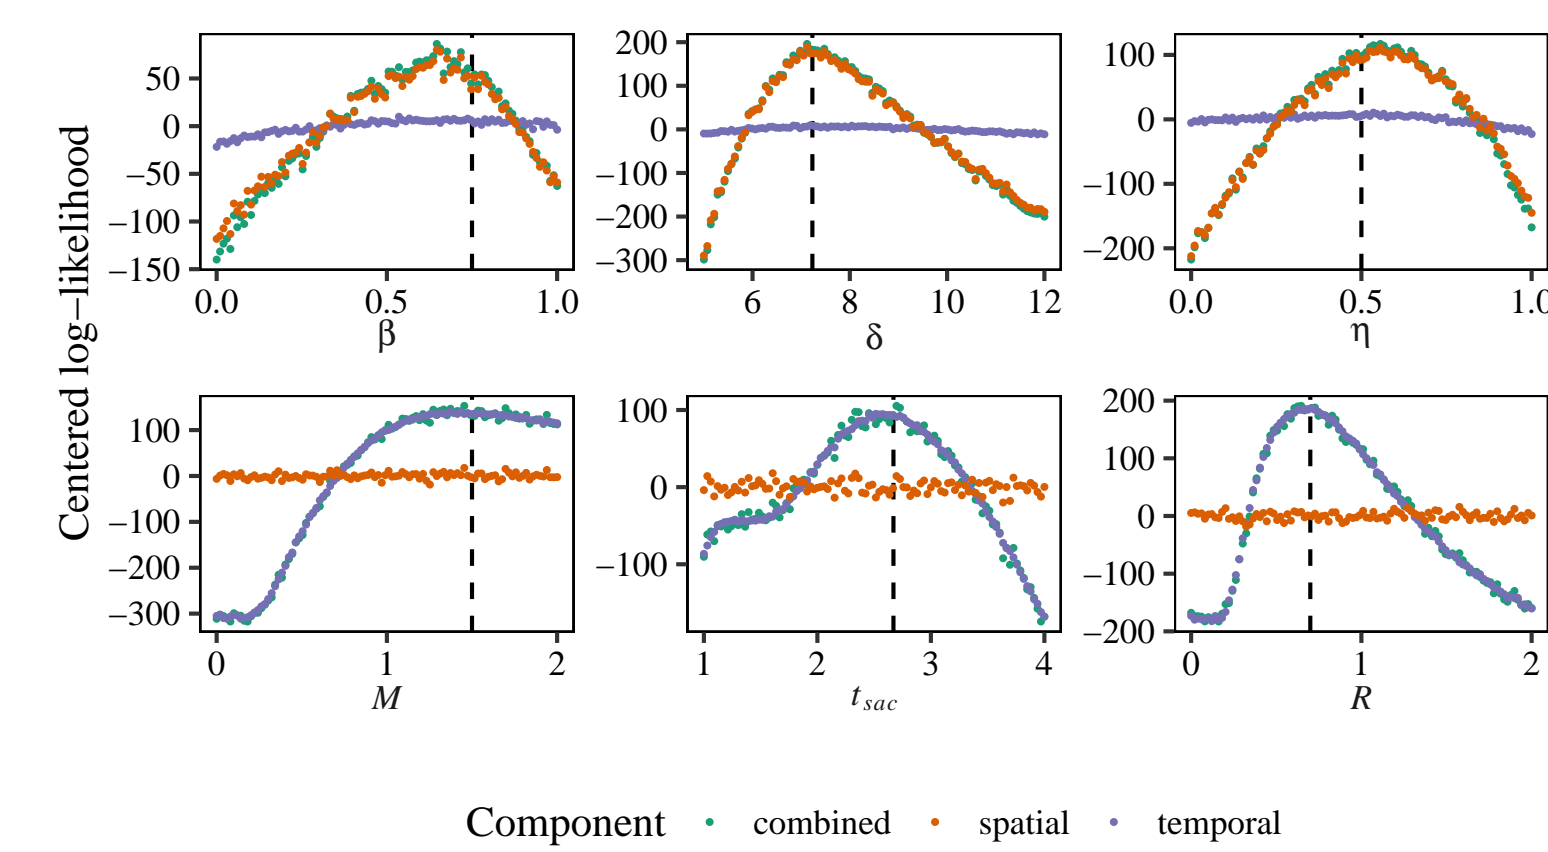 Centered log−likelihood
50
0
−50
−100
−150
0.0 0.5 1.0
β
200
100
0
−100
−200
−300
6 8 10 12
δ
100
0
−100
−200
0.0 0.5 1.0
η
100
0
−100
−200
−300
0 1 2
M
100
0
−100
1 2 3 4
t sac
200
100
0
−100
−200
0 1 2
R
Component combined spatial temporal